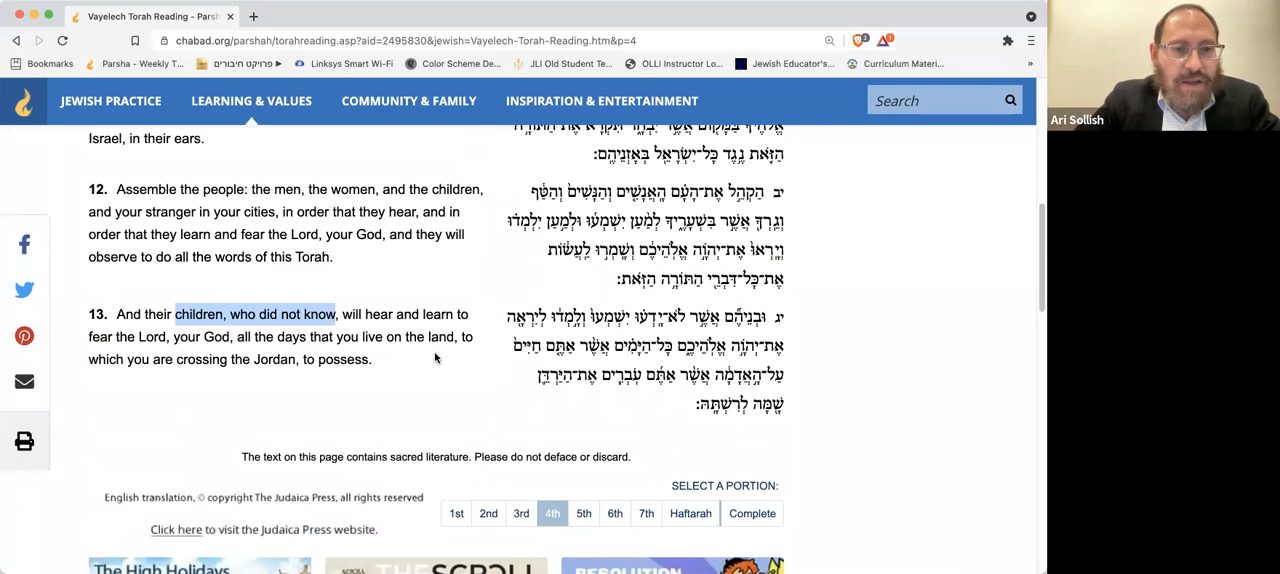 Vayelech Torah Reading - Parsh
chabad.org/parshah/torahreading.asp?aid=2495830&jewish=Vayelech-Torah-Reading.htm&p=4
3
1
Bookmarks
Parsha - Weekly T...
פרוייקט חיבורים
Linksys Smart Wi-Fi
Color Scheme De...
JLI Old Student Te...
OLLI Instructor Lo...
Jewish Educator's...
Curriculum Materi...
»
JEWISH PRACTICE
LEARNING & VALUES
COMMUNITY & FAMILY
INSPIRATION & ENTERTAINMENT
Search
Ari Sollish
Israel, in their ears.
אֱלֹהֶיךָ בַּמָּקוֹם אֲשֶׁר יִבְחָר תִּקְרָא אֶת־הַתּוֹרָה
הַזֹּאת נֶגֶד כָּל־יִשְׂרָאֵל בְּאָזְנֵיהֶם:
12. Assemble the people: the men, the women, and the children,
and your stranger in your cities, in order that they hear, and in
order that they learn and fear the Lord, your God, and they will
observe to do all the words of this Torah.
יב הַקְהֵל אֶת־הָעָם הָאֲנָשִׁים וְהַנָּשִׁים וְהַטַּף
וְגֵרְךָ אֲשֶׁר בִּשְׁעָרֶיךָ לְמַעַן יִשְׁמְעוּ וּלְמַעַן יִלְמְדוּ
וְיָרְאוּ אֶת־יְהֹוָה אֱלֹהֵיכֶם וְשָׁמְרוּ לַעֲשׂוֹת
אֶת־כָּל־דִּבְרֵי הַתּוֹרָה הַזֹּאת:
13. And their children, who did not know, will hear and learn to
fear the Lord, your God, all the days that you live on the land, to
which you are crossing the Jordan, to possess.
יג וּבְנֵיהֶם אֲשֶׁר לֹא־יָדְעוּ יִשְׁמְעוּ וְלָמְדוּ לְיִרְאָה
אֶת־יְהֹוָה אֱלֹהֵיכֶם כָּל־הַיָּמִים אֲשֶׁר אַתֶּם חַיִּים
עַל־הָאֲדָמָה אֲשֶׁר אַתֶּם עֹבְרִים אֶת־הַיַּרְדֵּן
שָׁמָּה לְרִשְׁתָּהּ:
The text on this page contains sacred literature. Please do not deface or discard.
English translation, © copyright The Judaica Press, all rights reserved
Click here to visit the Judaica Press website.
SELECT A PORTION:
1st
2nd
3rd
4th
5th
6th
7th
Haftarah
Complete
The High Holidays
SCROLL
THE SCROLL
RESOLUTION